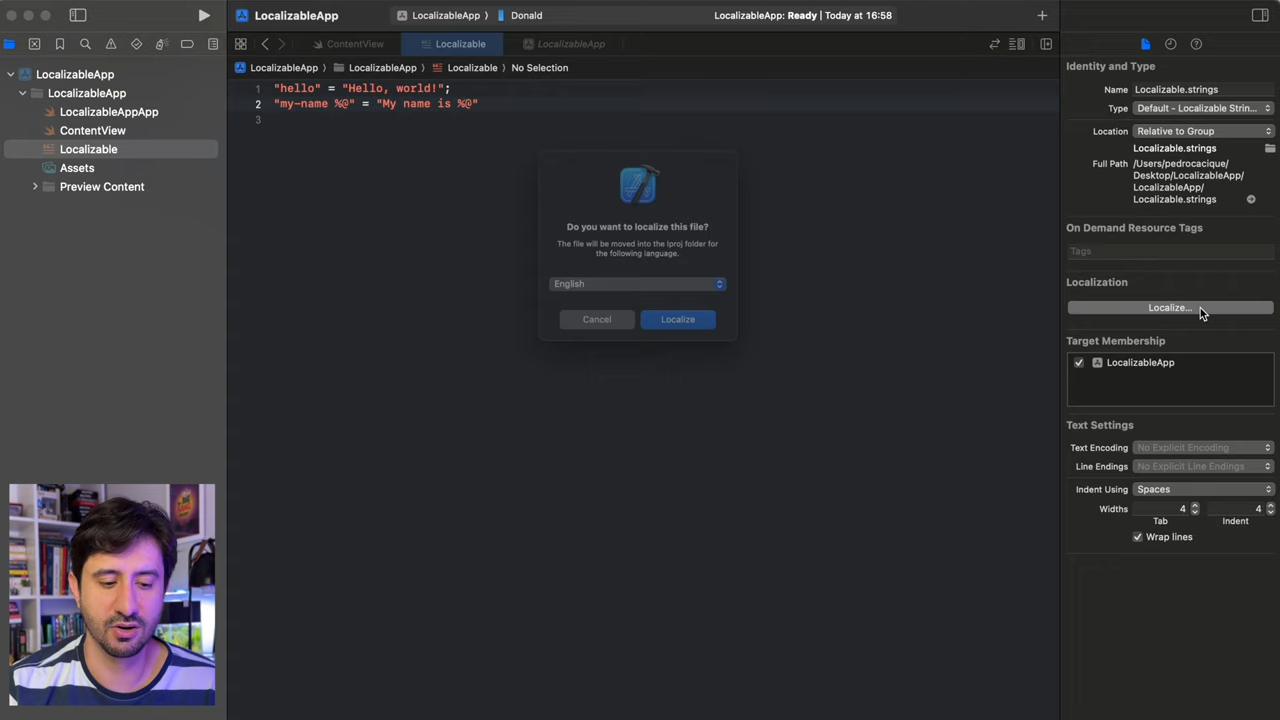 LocalizableApp
LocalizableApp 〉 Donald
LocalizableApp: Ready | Today at 16:58
ContentView
Localizable
LocalizableApp
LocalizableApp 〉 LocalizableApp 〉 Localizable 〉 No Selection
LocalizableApp
LocalizableApp
LocalizableAppApp
ContentView
Localizable
Assets
Preview Content
1 "hello" = "Hello, world!";
2 "my-name %@" = "My name is %@"
3
Do you want to localize this file?
The file will be moved into the lproj folder for
the following language.
English
Cancel
Localize
Identity and Type
Name Localizable.strings
Type Default - Localizable Strin...
Location Relative to Group
Localizable.strings
Full Path /Users/pedrocacique/
Desktop/LocalizableApp/
LocalizableApp/
Localizable.strings
On Demand Resource Tags
Tags
Localization
Localize...
Target Membership
LocalizableApp
Text Settings
Text Encoding No Explicit Encoding
Line Endings No Explicit Line Endings
Indent Using Spaces
Widths 4 4
Tab Indent
Wrap lines